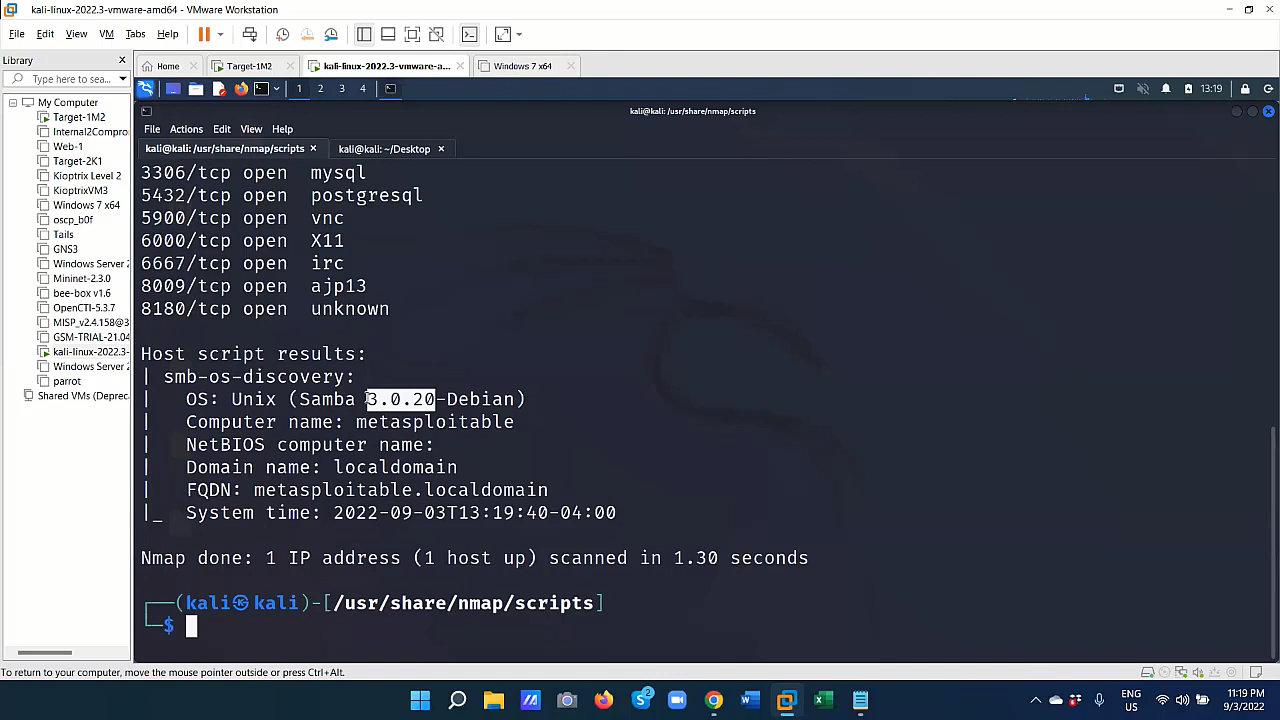 kali-linux-2022.3-vmware-amd64 - VMware Workstation
File Edit View VM Tabs Help
Library
Type here to sea...
Home
Target-1M2
kali-linux-2022.3-vmware-a...
Windows 7 x64
1 2 3 4
13:19
My Computer
Target-1M2
Internal2Compro
Web-1
Target-2K1
Kioptrix Level 2
KioptrixVM3
Windows 7 x64
oscp_b0f
Tails
GNS3
Windows Server 2
Mininet-2.3.0
bee-box v1.6
OpenCTI-5.3.7
MISP_v2.4.158@3
GSM-TRIAL-21.04
kali-linux-2022.3-
Windows Server 2
parrot
Shared VMs (Deprec
kali@kali: /usr/share/nmap/scripts
File Actions Edit View Help
kali@kali: /usr/share/nmap/scripts
kali@kali: ~/Desktop
3306/tcp open mysql
5432/tcp open postgresql
5900/tcp open vnc
6000/tcp open X11
6667/tcp open irc
8009/tcp open ajp13
8180/tcp open unknown
Host script results:
| smb-os-discovery:
| OS: Unix (Samba 3.0.20-Debian)
| Computer name: metasploitable
| NetBIOS computer name:
| Domain name: localdomain
| FQDN: metasploitable.localdomain
|_ System time: 2022-09-03T13:19:40-04:00
Nmap done: 1 IP address (1 host up) scanned in 1.30 seconds
┌──(kali㉿kali)-[/usr/share/nmap/scripts]
└─$
To return to your computer, move the mouse pointer outside or press Ctrl+Alt.
2
ENG
US
11:19 PM
9/3/2022